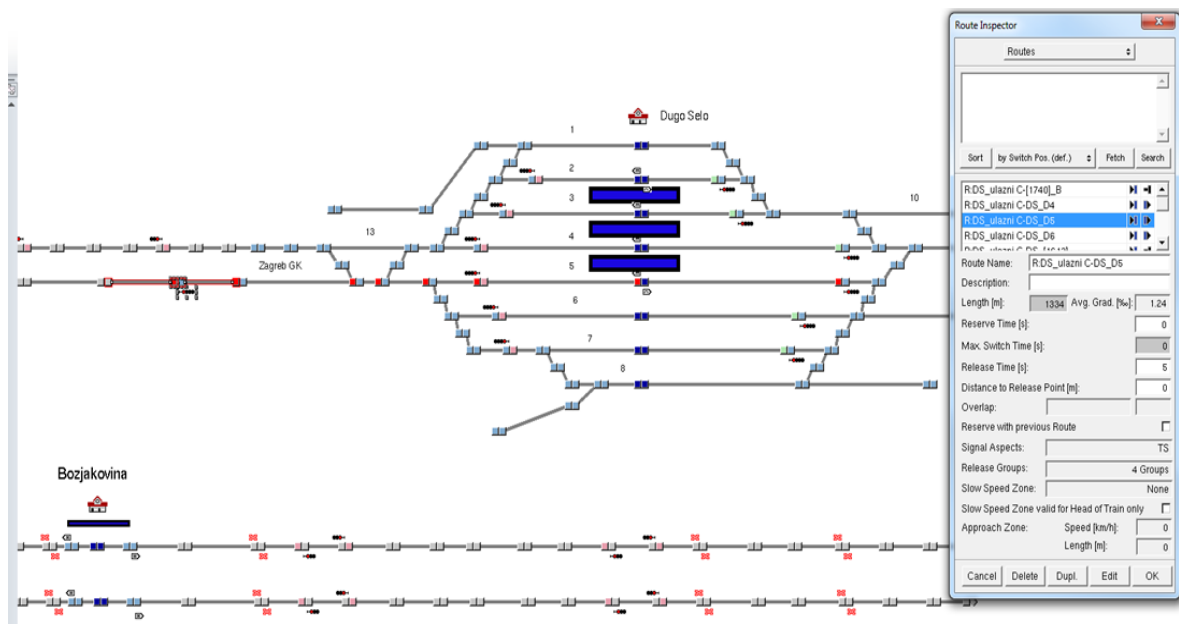 Route Inspector
Routes
Sort by Switch Pos. (def.) Fetch Search
R:DS_ulazni C-[1740]_B
R:DS_ulazni C-DS_D4
R:DS_ulazni C-DS_D5
R:DS_ulazni C-DS_D6
Route Name: R:DS_ulazni C-DS_D5
Description:
Length [m]: 1334 Avg. Grad. [‰]: 1.24
Reserve Time [s]: 0
Max. Switch Time [s]: 0
Release Time [s]: 5
Distance to Release Point [m]: 0
Overlap:
Reserve with previous Route
Signal Aspects: TS
Release Groups: 4 Groups
Slow Speed Zone: None
Slow Speed Zone valid for Head of Train only
Approach Zone: Speed [km/h]: 0
Length [m]: 0
Cancel Delete Dupl. Edit OK
Dugo Selo
1
2
3
10
13
4
Zagreb GK
5
6
7
8
Bozjakovina